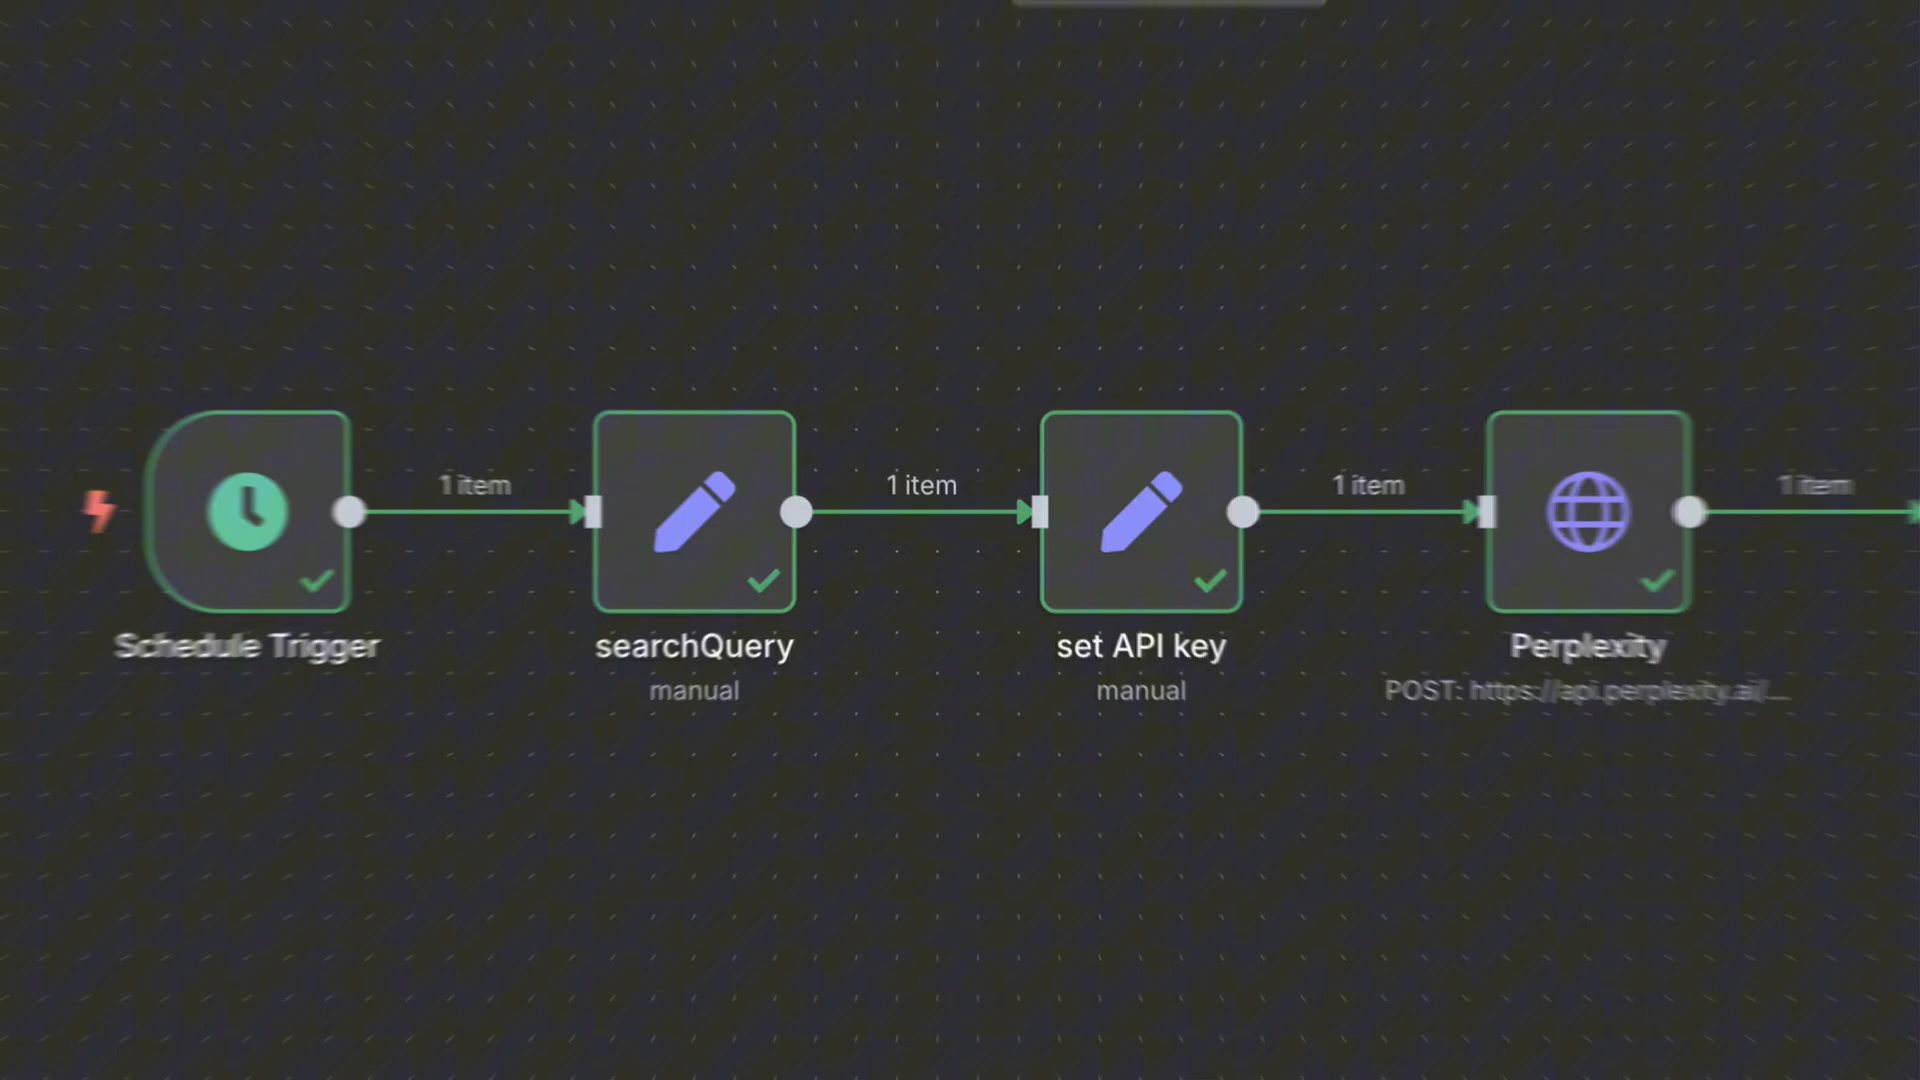 1 item
1 item
1 item
1 item
Schedule Trigger
searchQuery
set API key
Perplexity
manual
manual
POST: https://api.perplexity.ai/...